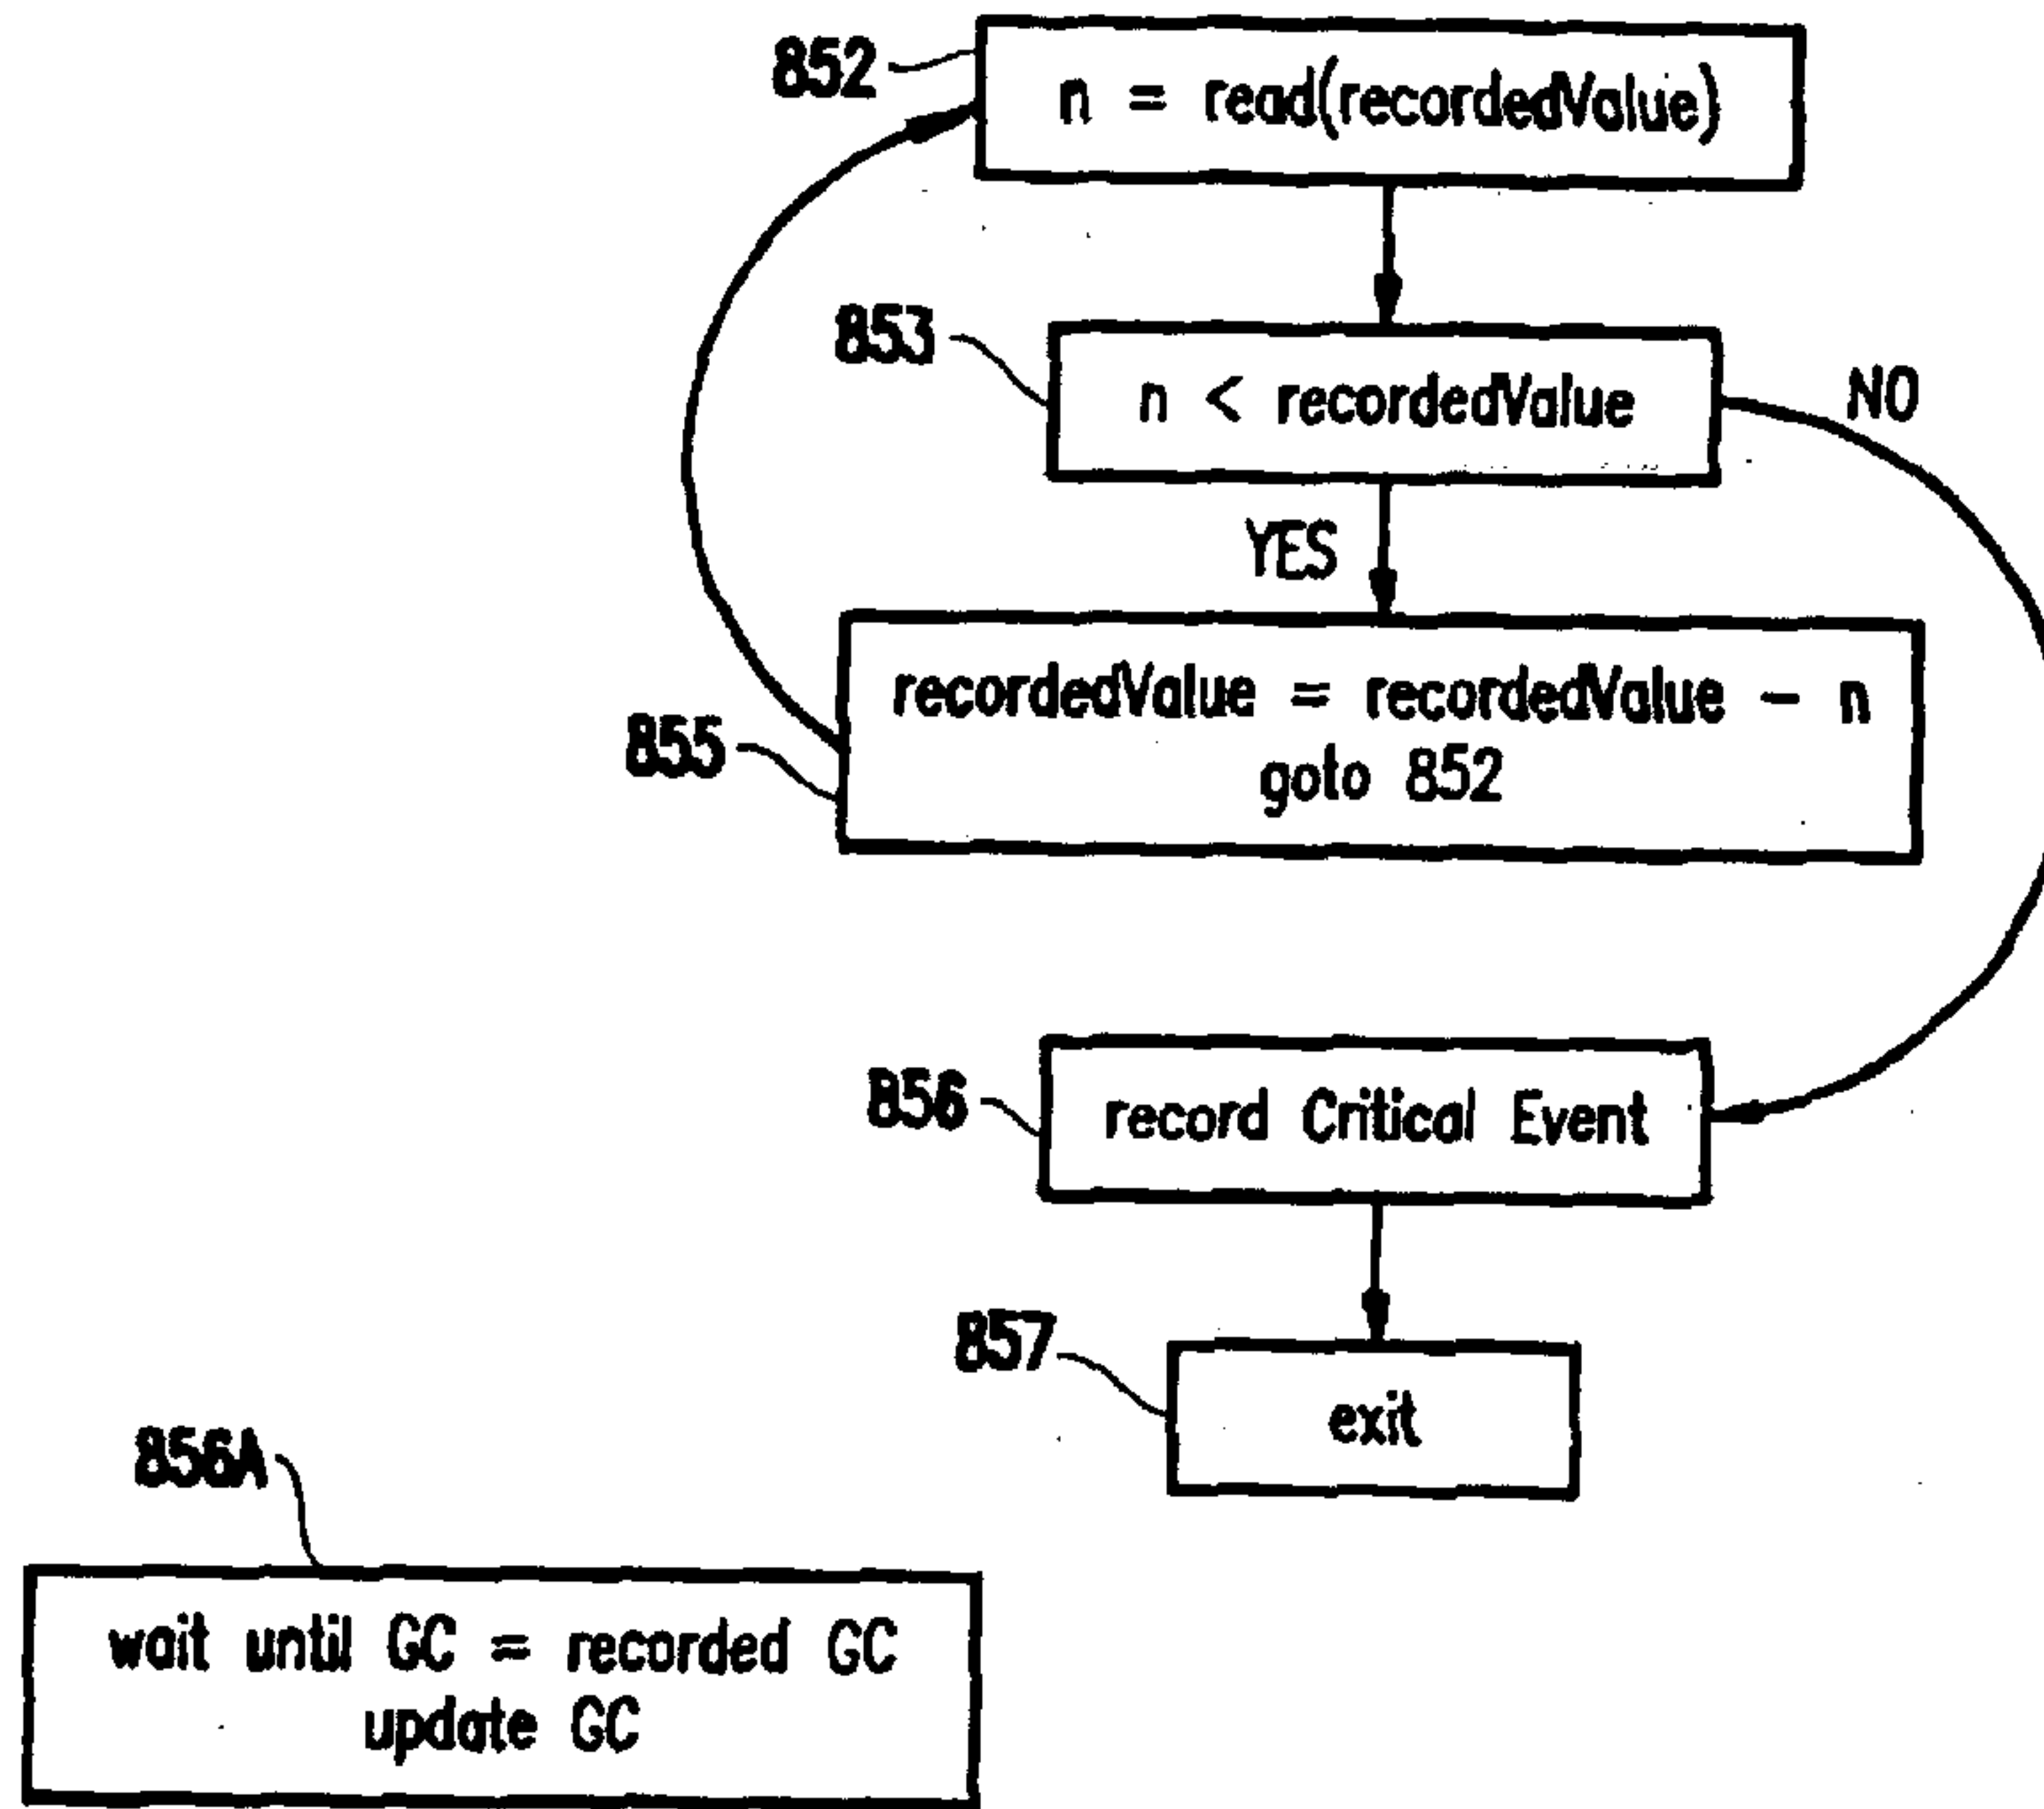 852
n = read(recordedValue)
853
n < recordedValue
NO
YES
recordedValue = recordedValue - n
855
goto 852
856
record Critical Event
857
exit
856A
wait until GC = recorded GC
update GC